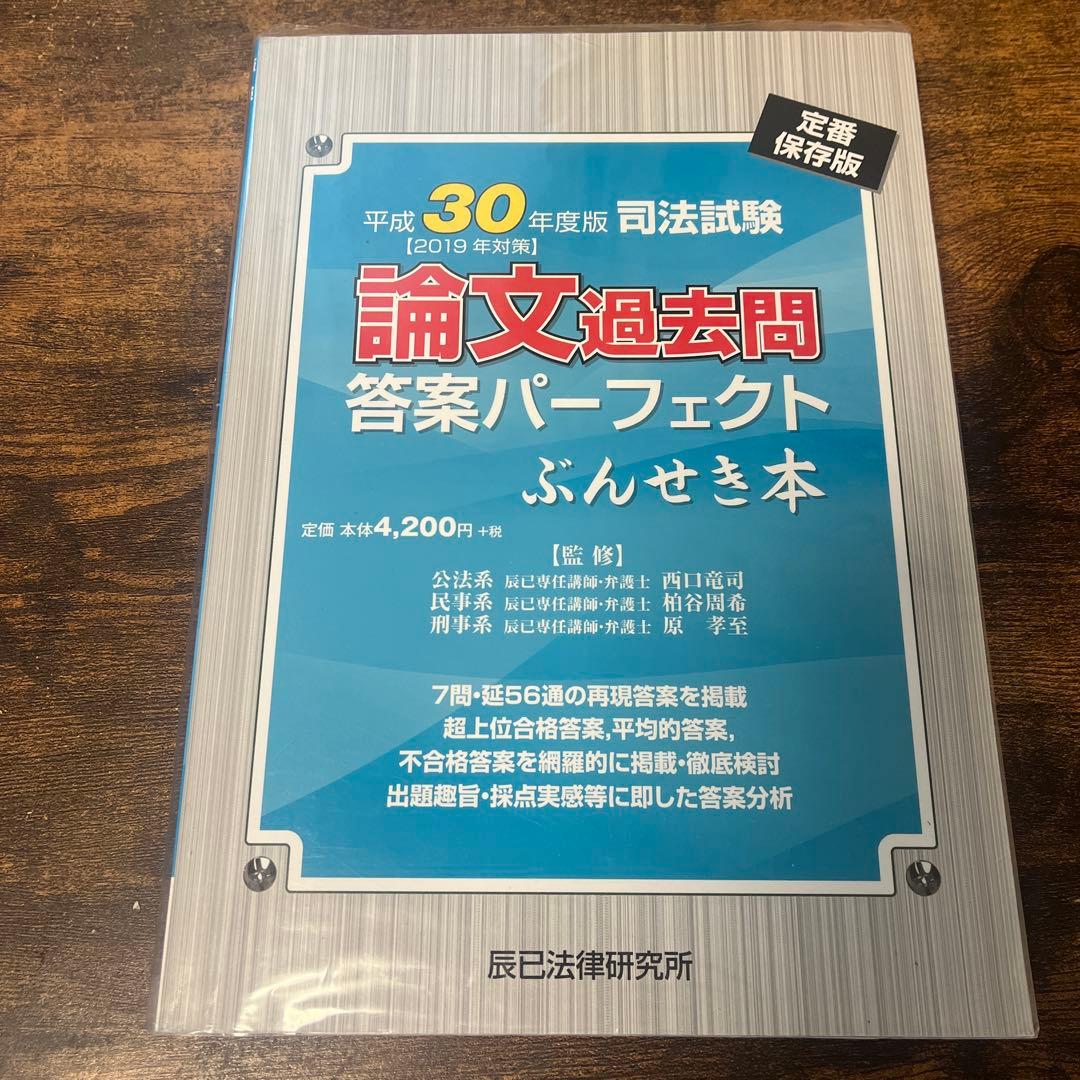 定番
保存版
平成30年度版 司法試験
【2019年対策】
論文過去問
答案パーフェクト
ぶんせき本
定価 本体4,200円+税
【監修】
公法系 辰已専任講師・弁護士 西口竜司
民事系 辰已専任講師・弁護士 柏谷周希
刑事系 辰已専任講師・弁護士 原 孝至
7問・延56通の再現答案を掲載
超上位合格答案,平均的答案,
不合格答案を網羅的に掲載・徹底検討
出題趣旨・採点実感等に即した答案分析
辰已法律研究所